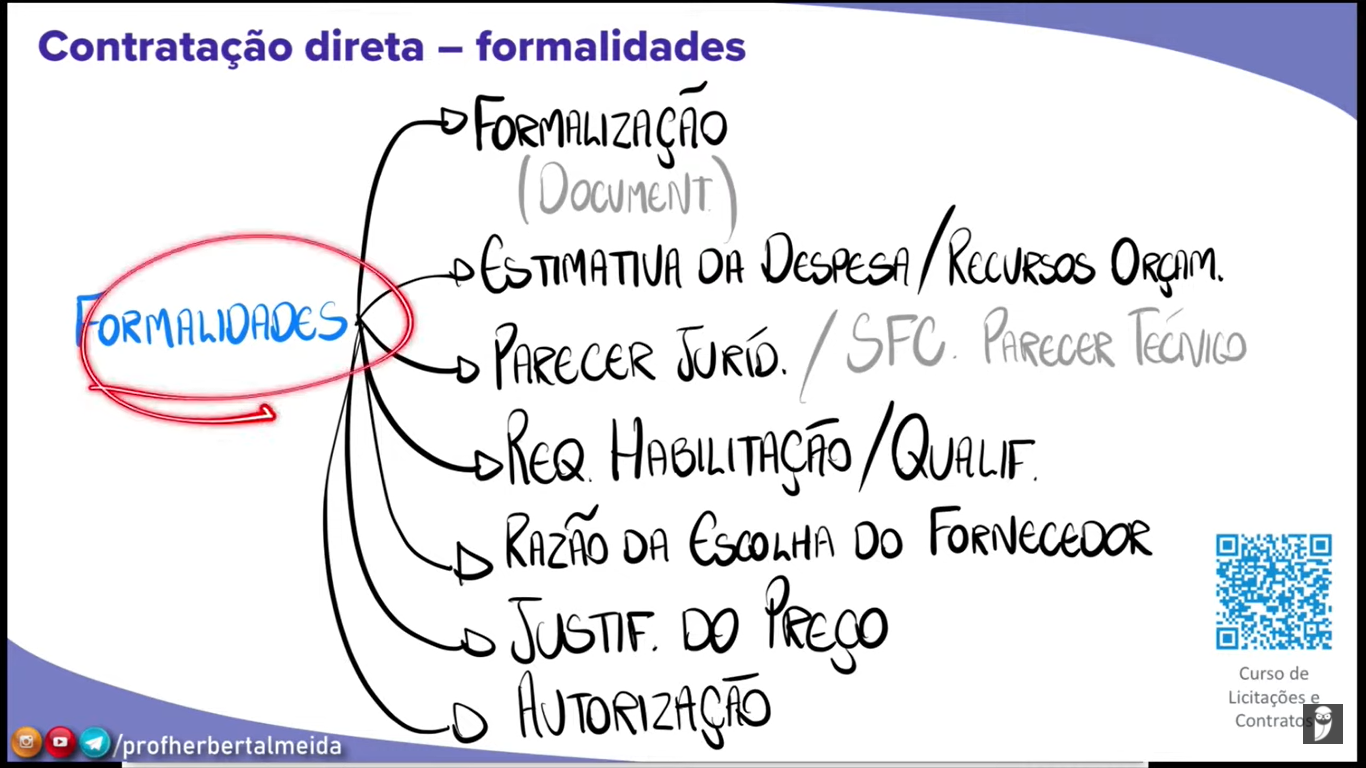 Contratação direta – formalidades
FORMALIZAÇÃO
(DOCUMENT.)
ESTIMATIVA DA DESPESA/RECURSOS ORÇAM.
FORMALIDADES
PARECER JURÍD. / SFC. PARECER TÉCNICO
REQ. HABILITAÇÃO/QUALIF.
RAZÃO DA ESCOLHA DO FORNECEDOR
JUSTIF. DO PREÇO
AUTORIZAÇÃO
Curso de
Licitações e
Contratos
/profherbertalmeida